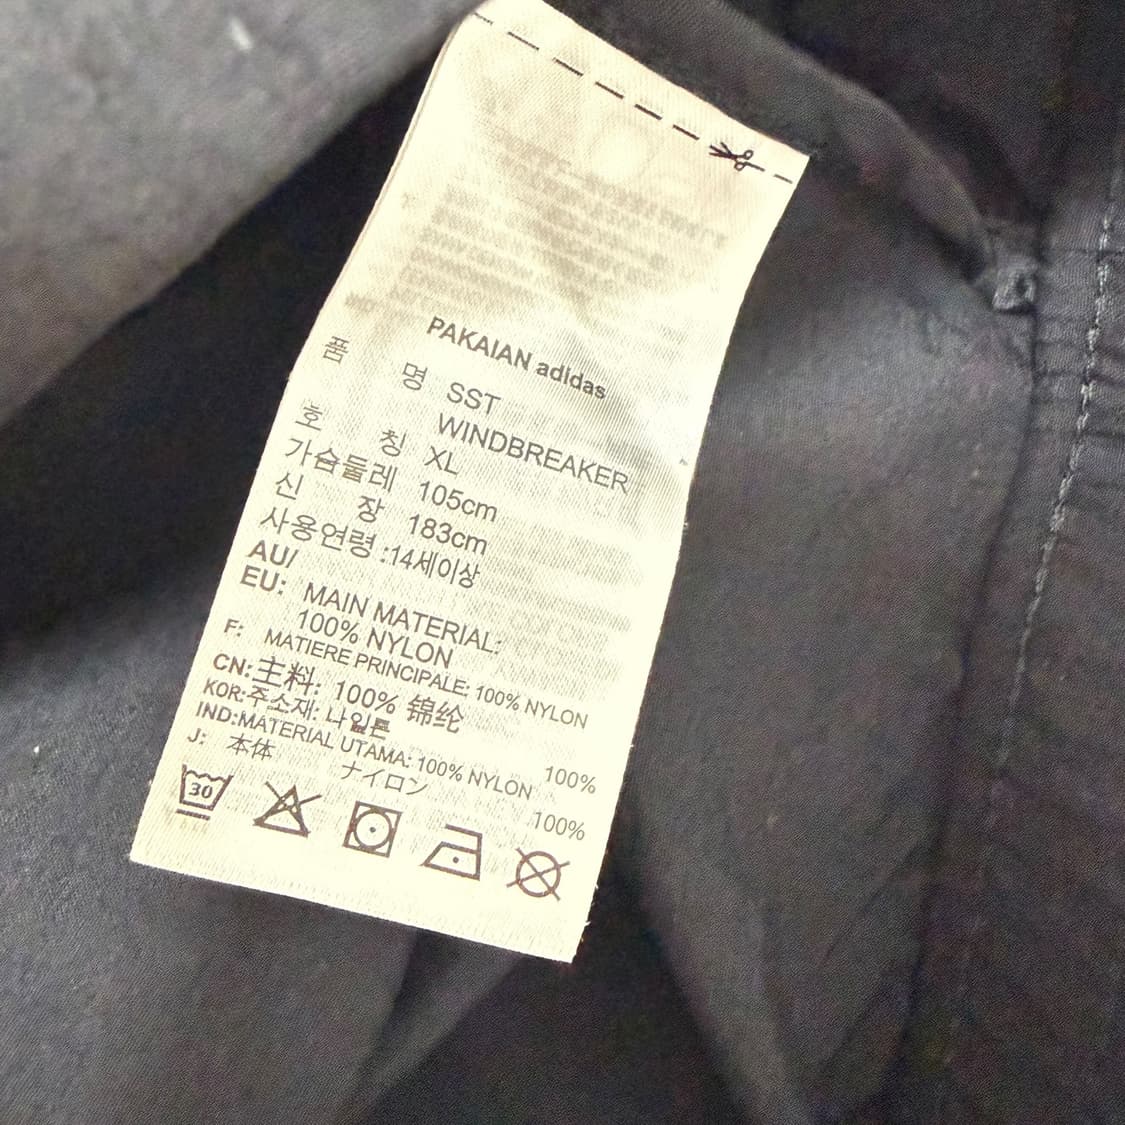 PAKAIAN adidas
품 명 SST
WINDBREAKER
호 칭 XL
가슴둘레 105cm
신 장 183cm
사용연령 :14세이상
AU/
EU: MAIN MATERIAL:
100% NYLON
F: MATIERE PRINCIPALE: 100% NYLON
CN:主料: 100% 锦纶
KOR:주소재: 나일론 100%
IND:MATERIAL UTAMA: 100% NYLON
J: 本体 ナイロン 100%
30